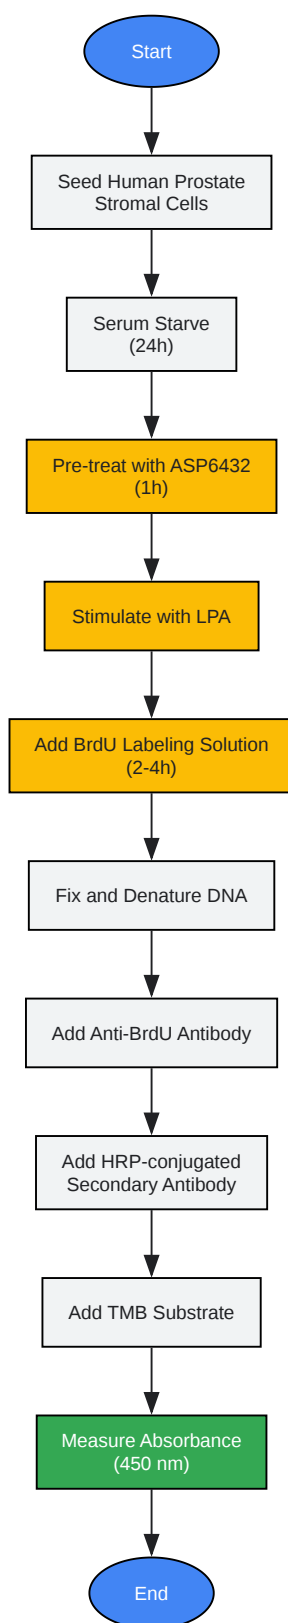 Start
Seed Human Prostate
Stromal Cells
Serum Starve
(24h)
Pre-treat with ASP6432
(1h)
Stimulate with LPA
Add BrdU Labeling Solution
(2-4h)
Fix and Denature DNA
Add Anti-BrdU Antibody
Add HRP-conjugated
Secondary Antibody
Add TMB Substrate
Measure Absorbance
(450 nm)
End